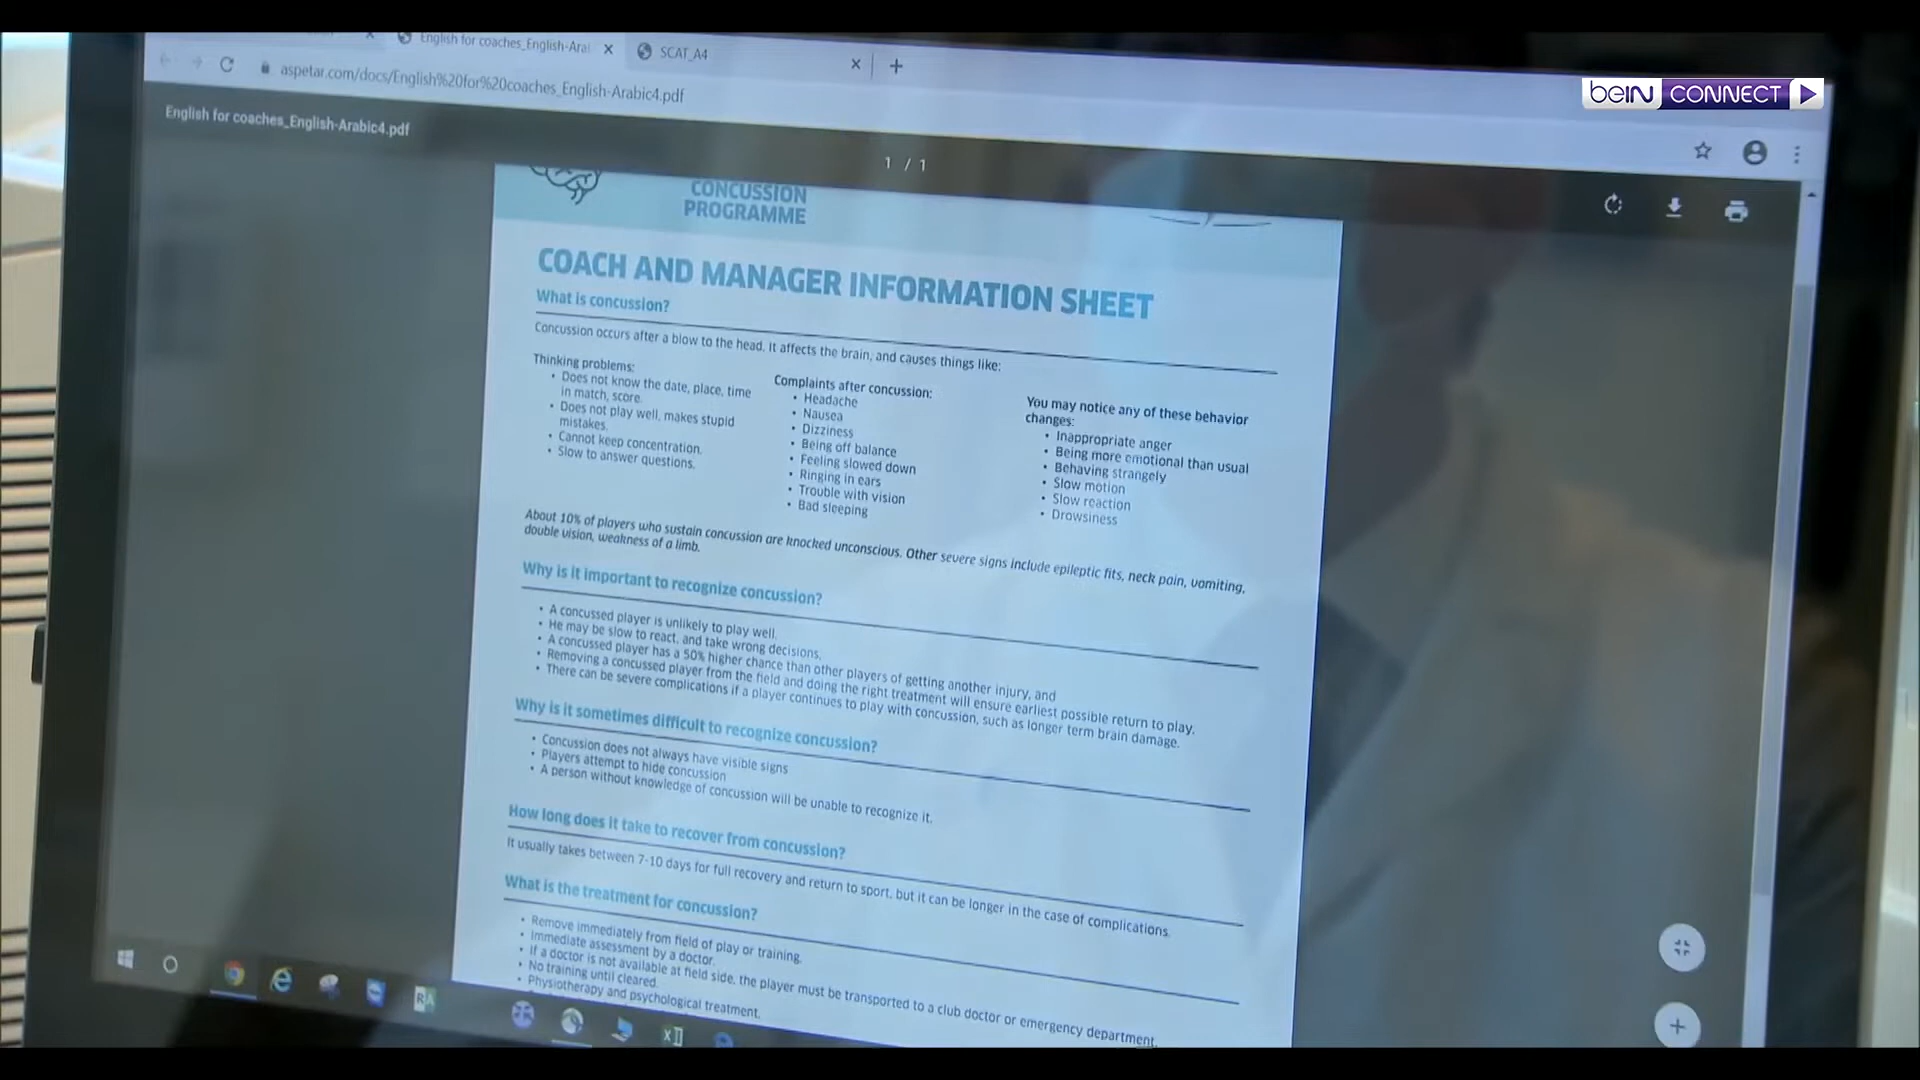 English for coaches_English-Arab
SCAT_A4
beIN CONNECT
aspetar.com/docs/English%20for%20coaches_English-Arabic4.pdf
English for coaches_English-Arabic4.pdf
1 / 1
CONCUSSION
PROGRAMME
COACH AND MANAGER INFORMATION SHEET
What is concussion?
Concussion occurs after a blow to the head. It affects the brain, and causes things like:
Thinking problems:
• Does not know the date, place, time
in match, score.
• Does not play well, makes stupid
mistakes.
• Cannot keep concentration.
• Slow to answer questions.
Complaints after concussion:
• Headache
• Nausea
• Dizziness
• Being off balance
• Feeling slowed down
• Ringing in ears
• Trouble with vision
• Bad sleeping
You may notice any of these behavior
changes:
• Inappropriate anger
• Being more emotional than usual
• Behaving strangely
• Slow motion
• Slow reaction
• Drowsiness
About 10% of players who sustain concussion are knocked unconscious. Other severe signs include epileptic fits, neck pain, vomiting,
double vision, weakness of a limb.
Why is it important to recognize concussion?
• A concussed player is unlikely to play well.
• He may be slow to react, and take wrong decisions,
• A concussed player has a 50% higher chance than other players of getting another injury, and
• Removing a concussed player from the field and doing the right treatment will ensure earliest possible return to play.
• There can be severe complications if a player continues to play with concussion, such as longer term brain damage.
Why is it sometimes difficult to recognize concussion?
• Concussion does not always have visible signs
• Players attempt to hide concussion
• A person without knowledge of concussion will be unable to recognize it.
How long does it take to recover from concussion?
It usually takes between 7-10 days for full recovery and return to sport, but it can be longer in the case of complications.
What is the treatment for concussion?
• Remove immediately from field of play or training.
• Immediate assessment by a doctor.
• If a doctor is not available at field side, the player must be transported to a club doctor or emergency department.
• No training until cleared.
• Physiotherapy and psychological treatment.